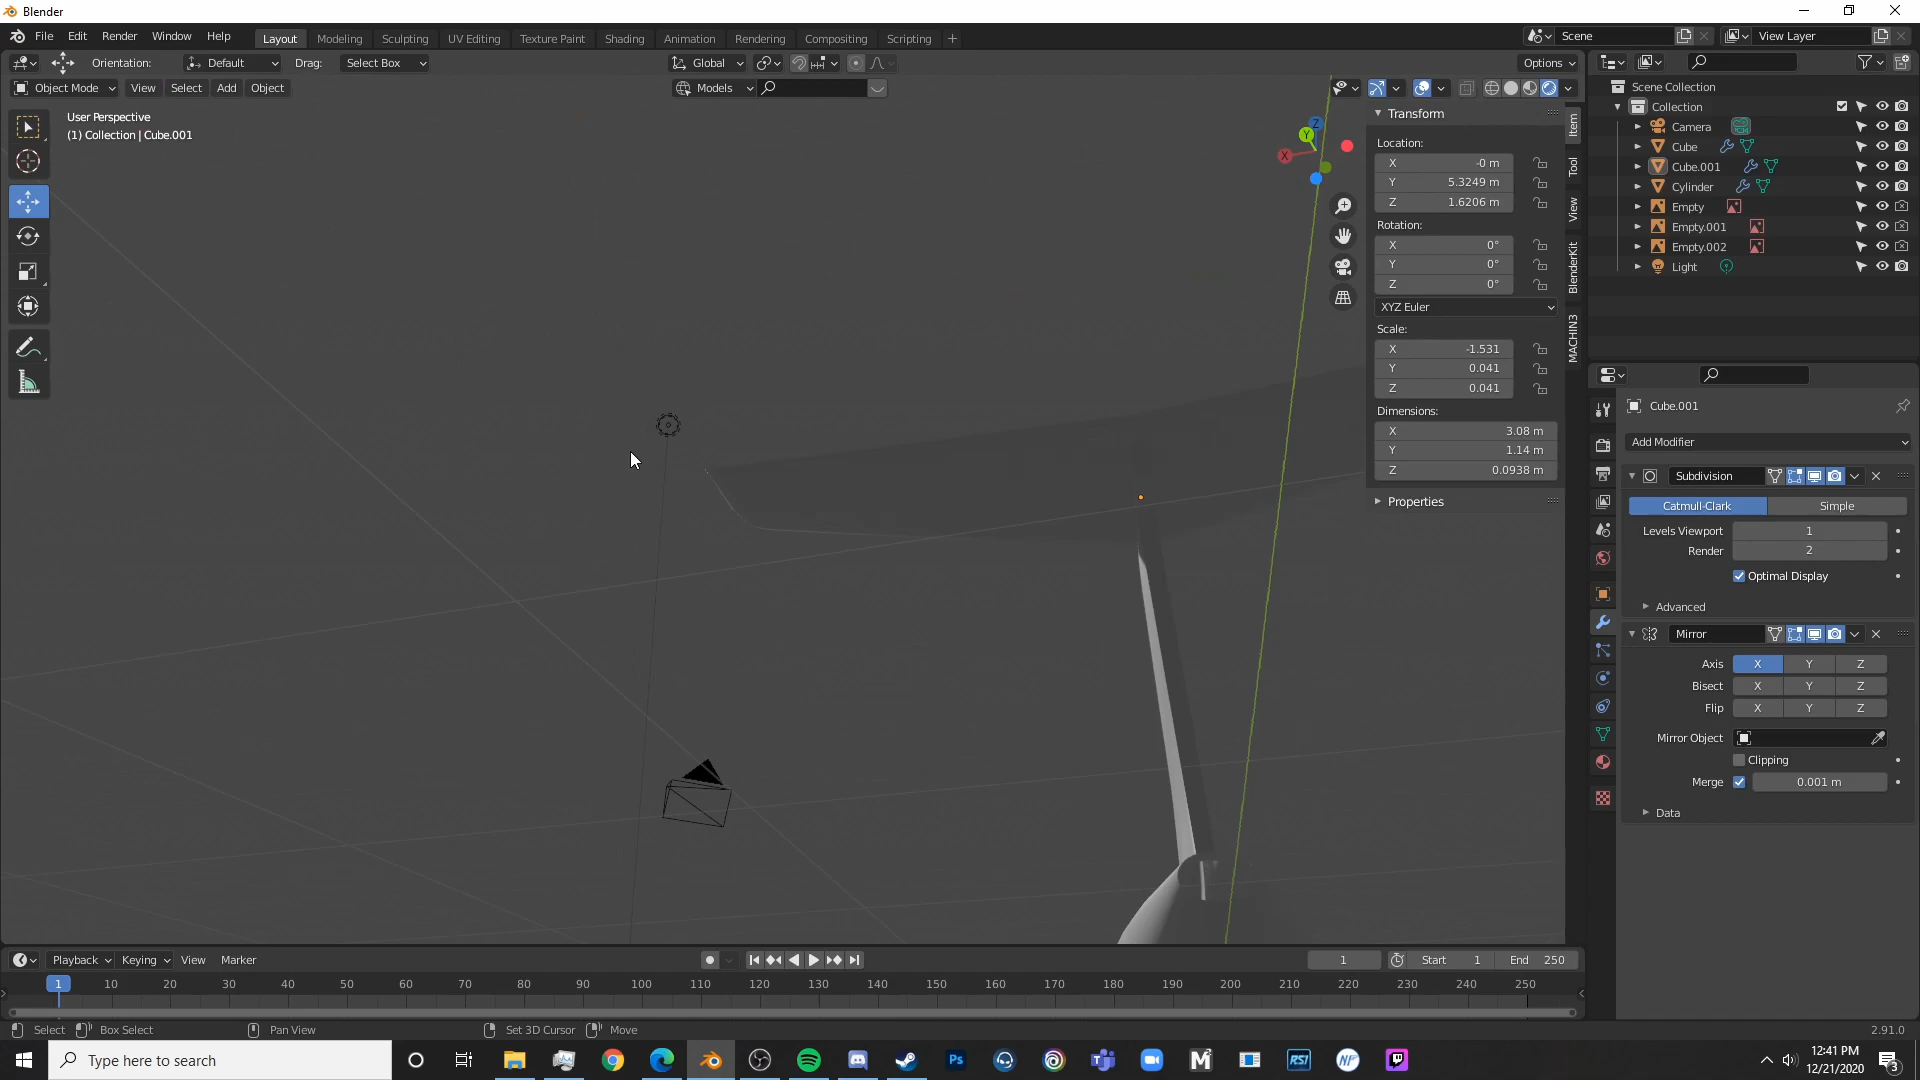 Blender
File Edit Render Window Help Layout Modeling Sculpting UV Editing Texture Paint Shading Animation Rendering Compositing Scripting + Scene View Layer
Orientation: Default Drag: Select Box Global Options
Object Mode View Select Add Object Models
User Perspective
(1) Collection | Cube.001
Z
Y
X
Transform
Location:
X -0 m
Y 5.3249 m
Z 1.6206 m
Rotation:
X 0°
Y 0°
Z 0°
XYZ Euler
Scale:
X -1.531
Y 0.041
Z 0.041
Dimensions:
X 3.08 m
Y 1.14 m
Z 0.0938 m
Properties
Item
Tool
View
BlenderKit
MACHIN3
Scene Collection
Collection
Camera
Cube
Cube.001
Cylinder
Empty
Empty.001
Empty.002
Light
Cube.001
Add Modifier
Subdivision
Catmull-Clark Simple
Levels Viewport 1
Render 2
Optimal Display
Advanced
Mirror
Axis X Y Z
Bisect X Y Z
Flip X Y Z
Mirror Object
Clipping
Merge 0.001 m
Data
Playback Keying View Marker 1 Start 1 End 250
1 10 20 30 40 50 60 70 80 90 100 110 120 130 140 150 160 170 180 190 200 210 220 230 240 250
Select Box Select Pan View Set 3D Cursor Move 2.91.0
Type here to search Ps M RSI NP 12:41 PM
12/21/2020 3